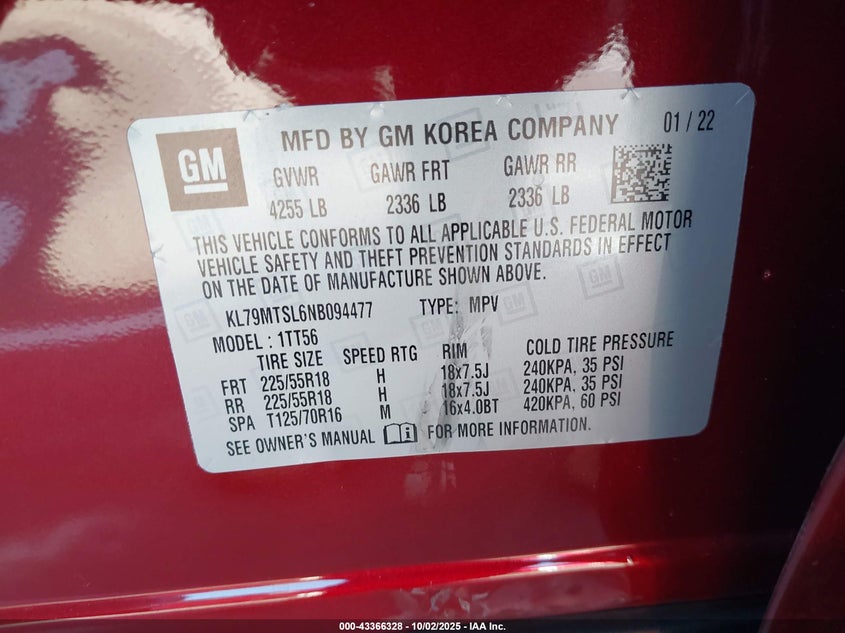 GM
MFD BY GM KOREA COMPANY 01 / 22
GVWR GAWR FRT GAWR RR
4255 LB 2336 LB 2336 LB
THIS VEHICLE CONFORMS TO ALL APPLICABLE U.S. FEDERAL MOTOR
VEHICLE SAFETY AND THEFT PREVENTION STANDARDS IN EFFECT
ON THE DATE OF MANUFACTURE SHOWN ABOVE.
KL79MTSL6NB094477 TYPE: MPV
MODEL : 1TT56
TIRE SIZE SPEED RTG RIM COLD TIRE PRESSURE
FRT 225/55R18 H 18x7.5J 240KPA, 35 PSI
RR 225/55R18 H 18x7.5J 240KPA, 35 PSI
SPA T125/70R16 M 16x4.0BT 420KPA, 60 PSI
SEE OWNER'S MANUAL FOR MORE INFORMATION.
000-43366328 - 10/02/2025 - IAA Inc.